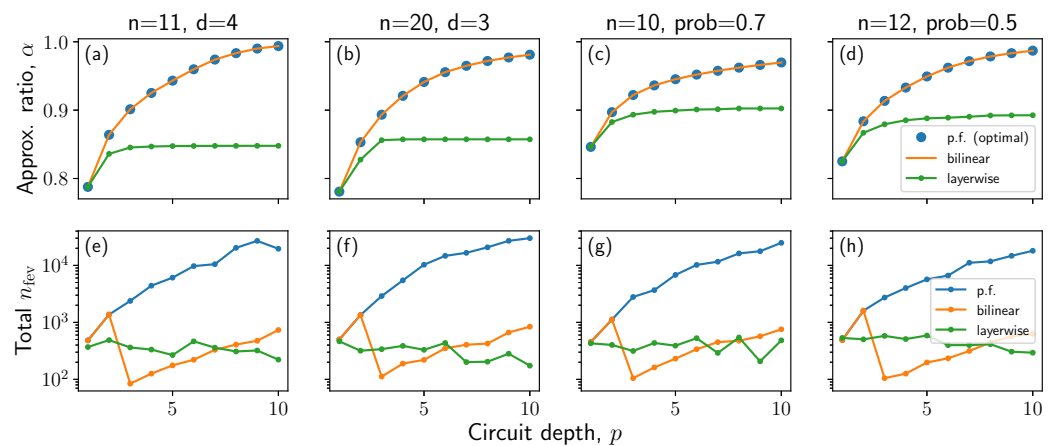 n=11, d=4
n=20, d=3
n=10, prob=0.7
n=12, prob=0.5
Approx. ratio, α
1.0
0.9
0.8
(a)
(b)
(c)
(d)
p.f. (optimal)
bilinear
layerwise
Total n_fev
10^4
10^3
10^2
(e)
(f)
(g)
(h)
p.f.
bilinear
layerwise
5
10
5
10
5
10
5
10
Circuit depth, p